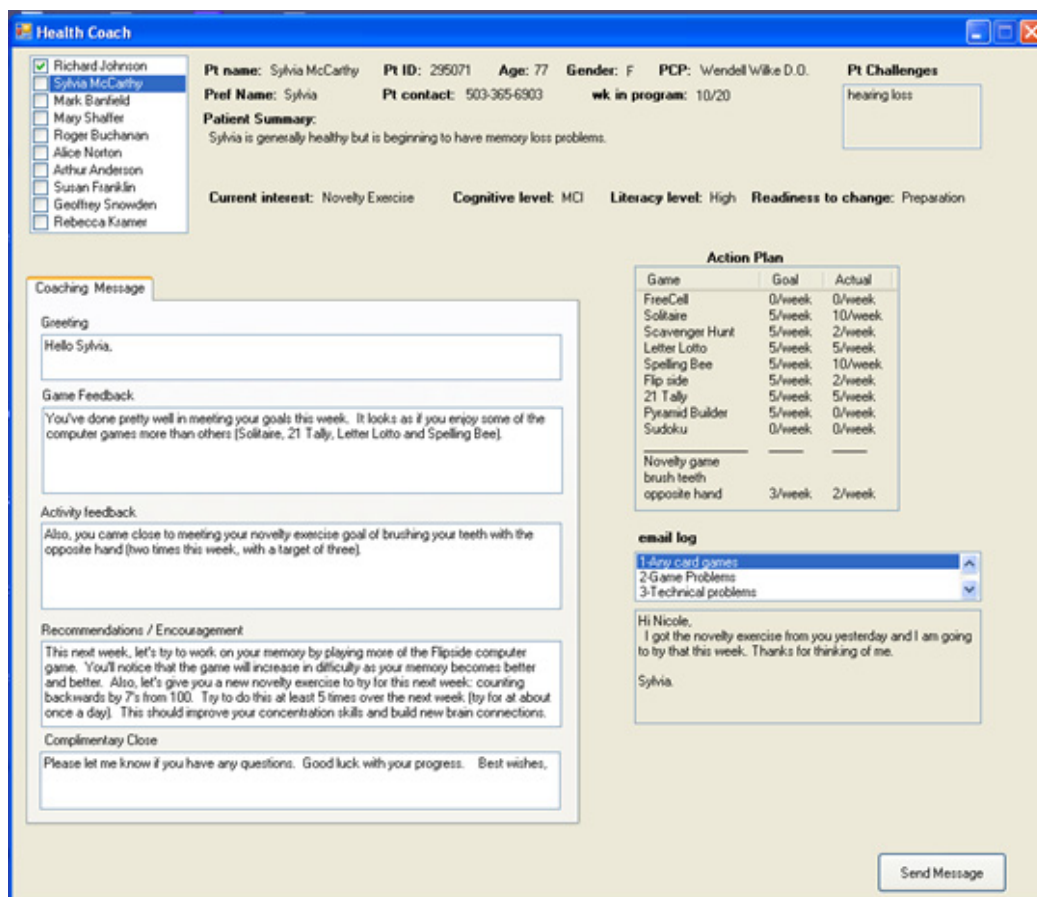 Health Coach
Richard Johnson
Sylvia McCarthy
Mark Banfield
Mary Shaffer
Roger Buchanan
Alice Norton
Arthur Anderson
Susan Franklin
Geoffrey Snowden
Rebecca Kramer
Pt name: Sylvia McCarthy Pt ID: 295071 Age: 77 Gender: F PCP: Wendell Wilke D.O. Pt Challenges
Pref Name: Sylvia Pt contact: 503-365-6903 wk in program: 10/20 hearing loss
Patient Summary:
Sylvia is generally healthy but is beginning to have memory loss problems.
Current interest: Novelty Exercise Cognitive level: MCI Literacy level: High Readiness to change: Preparation
Coaching Message
Greeting
Hello Sylvia,
Game Feedback
You've done pretty well in meeting your goals this week. It looks as if you enjoy some of the
computer games more than others (Solitaire, 21 Tally, Letter Lotto and Spelling Bee).
Activity feedback
Also, you came close to meeting your novelty exercise goal of brushing your teeth with the
opposite hand (two times this week, with a target of three).
Recommendations / Encouragement
This next week, let's try to work on your memory by playing more of the Flipside computer
game. You'll notice that the game will increase in difficulty as your memory becomes better
and better. Also, let's give you a new novelty exercise to try for this next week: counting
backwards by 7's from 100. Try to do this at least 5 times over the next week (try for at about
once a day). This should improve your concentration skills and build new brain connections.
Complimentary Close
Please let me know if you have any questions. Good luck with your progress. Best wishes,
Action Plan
Game Goal Actual
FreeCell 0/week 0/week
Solitaire 5/week 10/week
Scavenger Hunt 5/week 2/week
Letter Lotto 5/week 5/week
Spelling Bee 5/week 10/week
Flip side 5/week 2/week
21 Tally 5/week 5/week
Pyramid Builder 5/week 0/week
Sudoku 0/week 0/week
Novelty game
brush teeth
opposite hand 3/week 2/week
email log
1-Any card games
2-Game Problems
3-Technical problems
Hi Nicole,
I got the novelty exercise from you yesterday and I am going
to try that this week. Thanks for thinking of me.
Sylvia.
Send Message